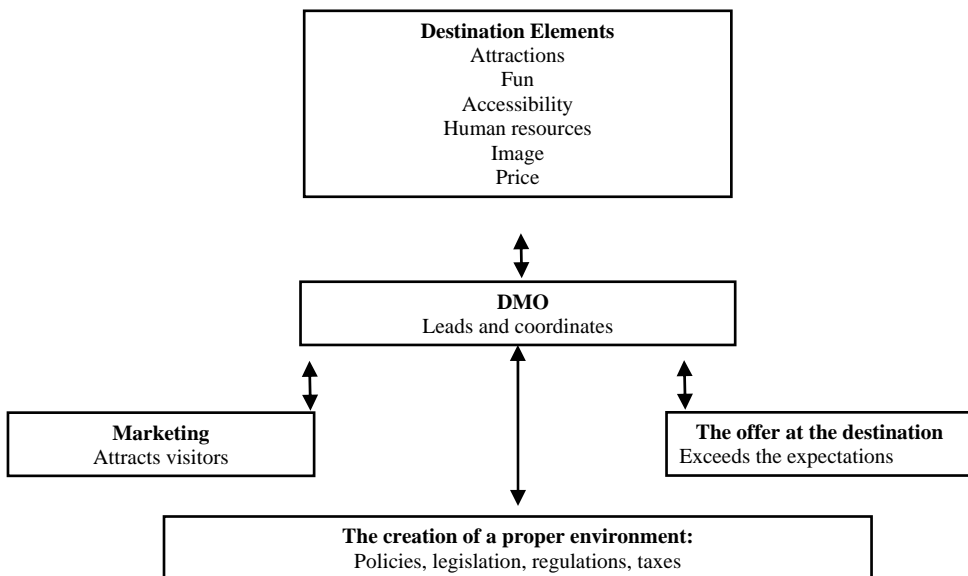 Destination Elements
Attractions
Fun
Accessibility
Human resources
Image
Price
DMO
Leads and coordinates
Marketing
Attracts visitors
The offer at the destination
Exceeds the expectations
The creation of a proper environment:
Policies, legislation, regulations, taxes